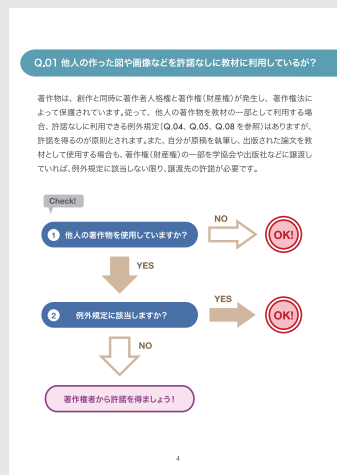 Q.01 他人の作った図や画像などを許諾なしに教材に利用しているが？
著作物は、創作と同時に著作者人格権と著作権（財産権）が発生し、著作権法に
よって保護されています。従って、他人の著作物を教材の一部として利用する場
合、許諾なしに利用できる例外規定（Q.04、Q.05、Q.08 を参照）はありますが、
許諾を得るのが原則とされます。また、自分が原稿を執筆し、出版された論文を教
材として使用する場合も、著作権（財産権）の一部を学協会や出版社などに譲渡し
ていれば、例外規定に該当しない限り、譲渡先の許諾が必要です。
Check!
1 他人の著作物を使用していますか？
NO
OK!
YES
2 例外規定に該当しますか？
YES
OK!
NO
著作権者から許諾を得ましょう！
4